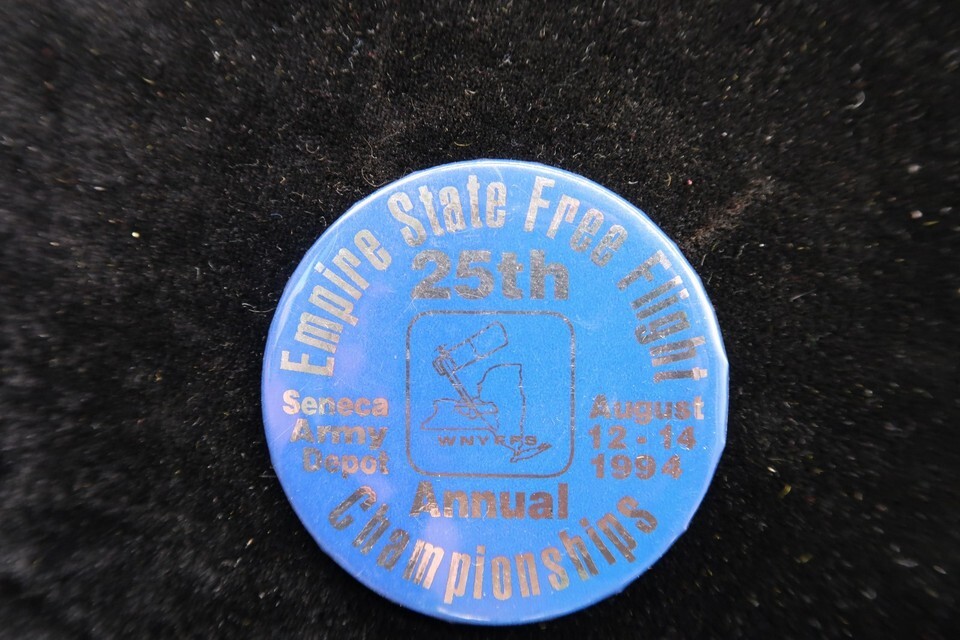 Empire State Free Flight
25th
Seneca
Army
Depot
August
12-14
1994
WNYFFS
Annual
Championships